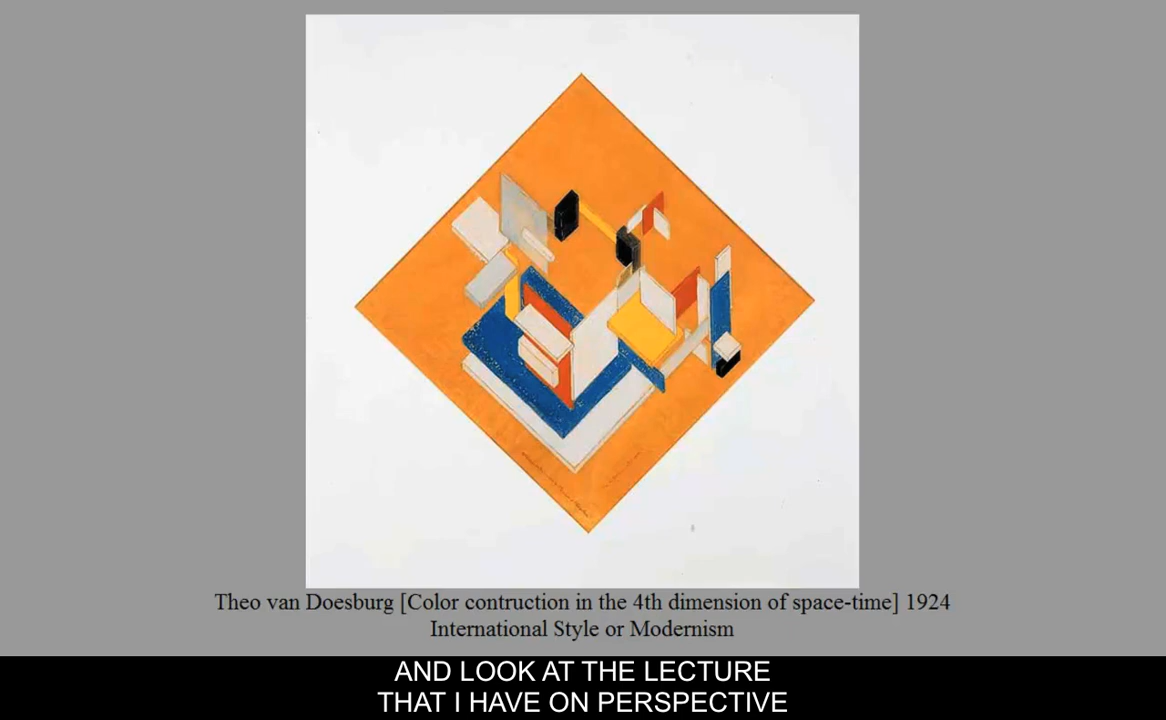 Theo van Doesburg [Color contruction in the 4th dimension of space-time] 1924
International Style or Modernism
AND LOOK AT THE LECTURE
THAT I HAVE ON PERSPECTIVE